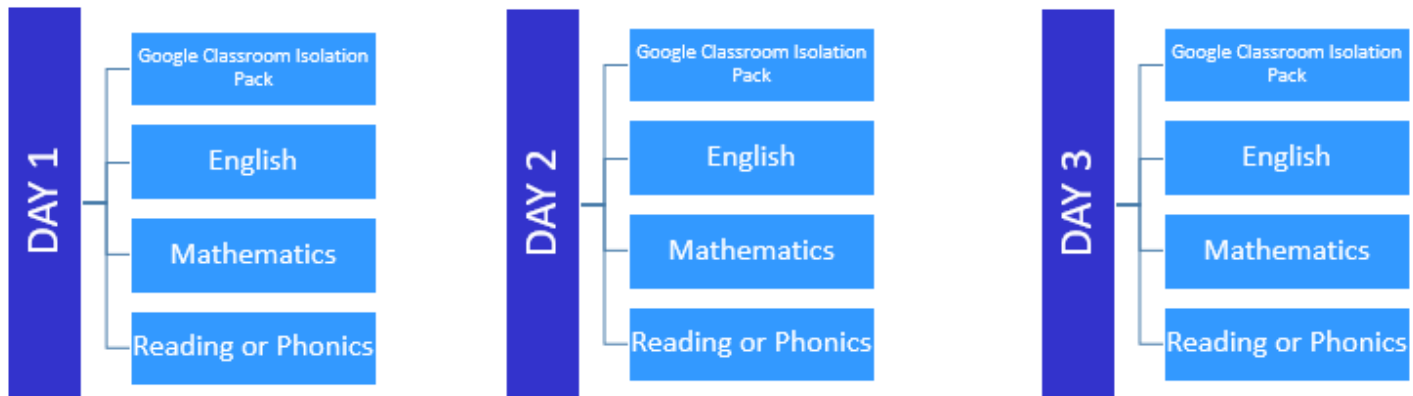 DAY 1
Google Classroom Isolation
Pack
English
Mathematics
Reading or Phonics
DAY 2
Google Classroom Isolation
Pack
English
Mathematics
Reading or Phonics
DAY 3
Google Classroom Isolation
Pack
English
Mathematics
Reading or Phonics